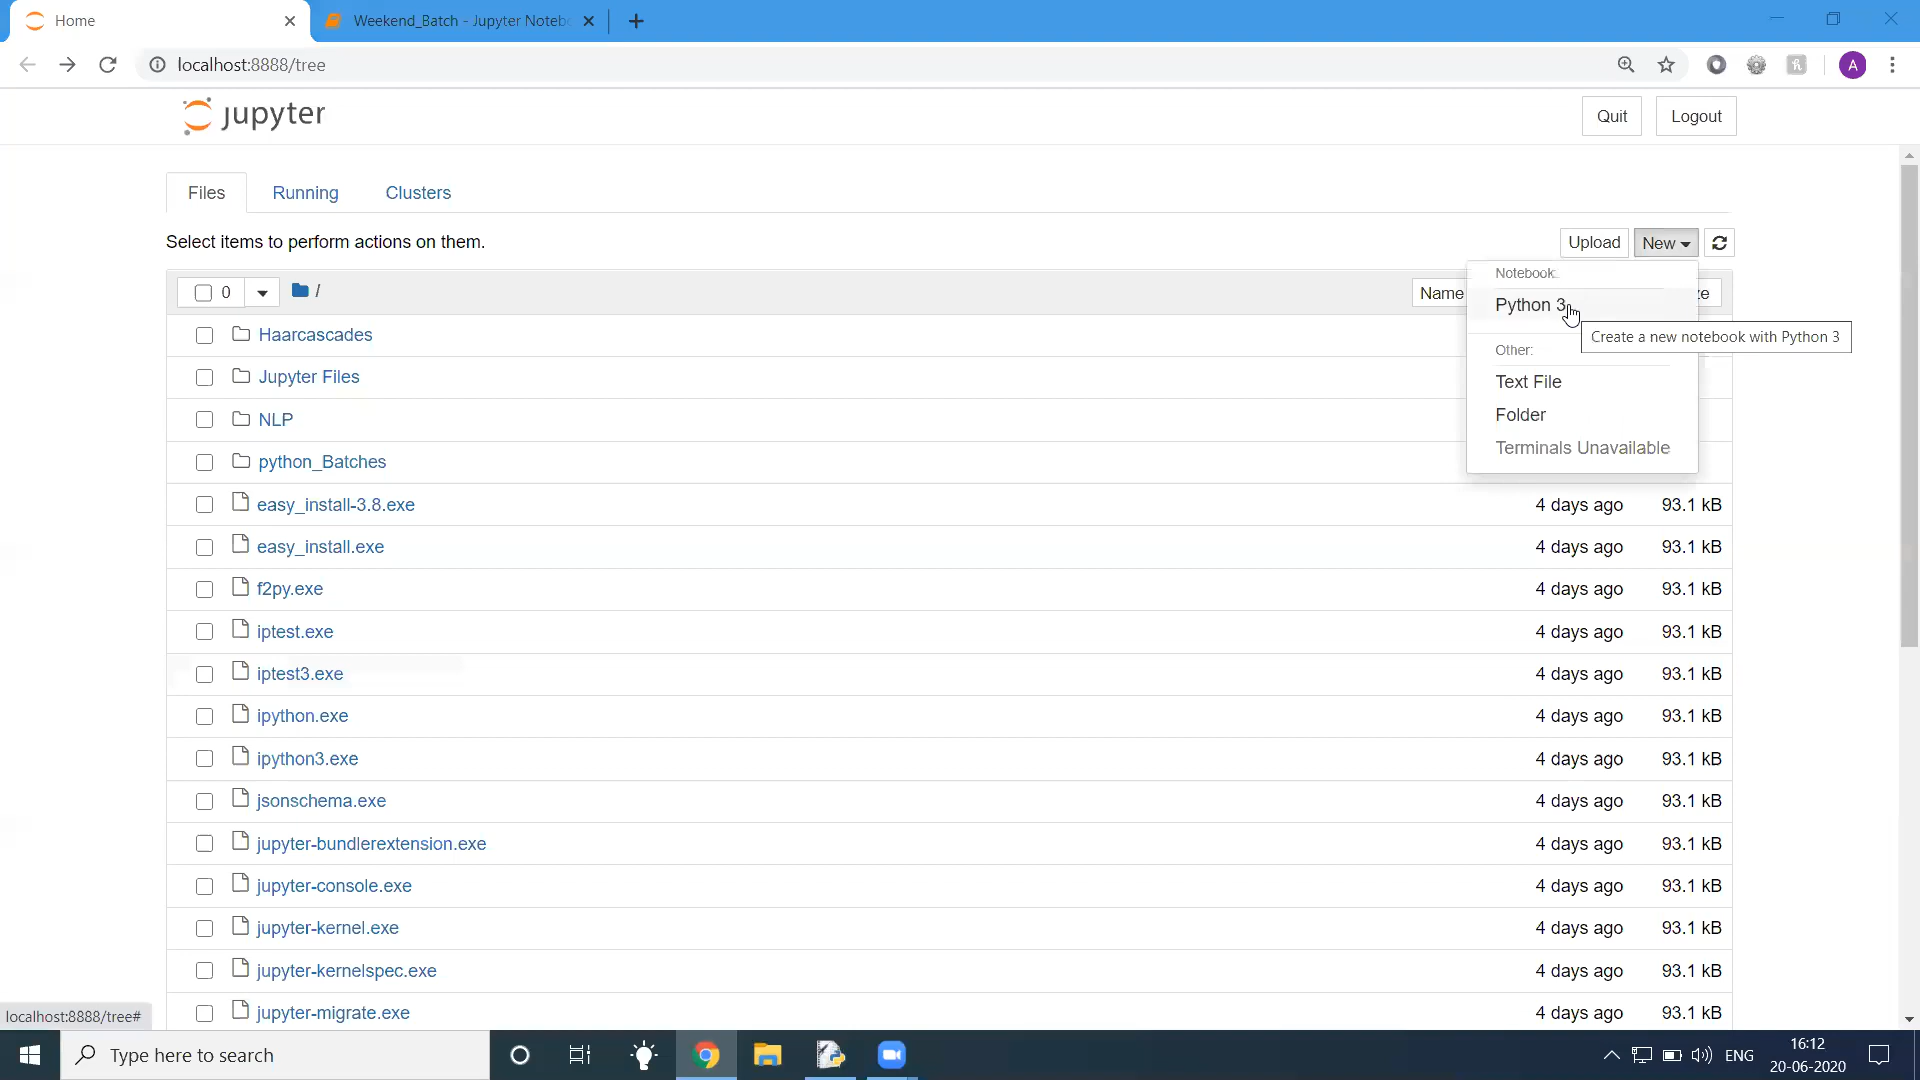 Home
Weekend_Batch - Jupyter Noteb
localhost:8888/tree
A
jupyter
Quit
Logout
Files
Running
Clusters
Select items to perform actions on them.
Upload
New
0
/
Name
ze
Notebook:
Python 3
Create a new notebook with Python 3
Other:
Text File
Folder
Terminals Unavailable
Haarcascades
Jupyter Files
NLP
python_Batches
easy_install-3.8.exe 4 days ago 93.1 kB
easy_install.exe 4 days ago 93.1 kB
f2py.exe 4 days ago 93.1 kB
iptest.exe 4 days ago 93.1 kB
iptest3.exe 4 days ago 93.1 kB
ipython.exe 4 days ago 93.1 kB
ipython3.exe 4 days ago 93.1 kB
jsonschema.exe 4 days ago 93.1 kB
jupyter-bundlerextension.exe 4 days ago 93.1 kB
jupyter-console.exe 4 days ago 93.1 kB
jupyter-kernel.exe 4 days ago 93.1 kB
jupyter-kernelspec.exe 4 days ago 93.1 kB
jupyter-migrate.exe 4 days ago 93.1 kB
localhost:8888/tree#
Type here to search
ENG
16:12
20-06-2020